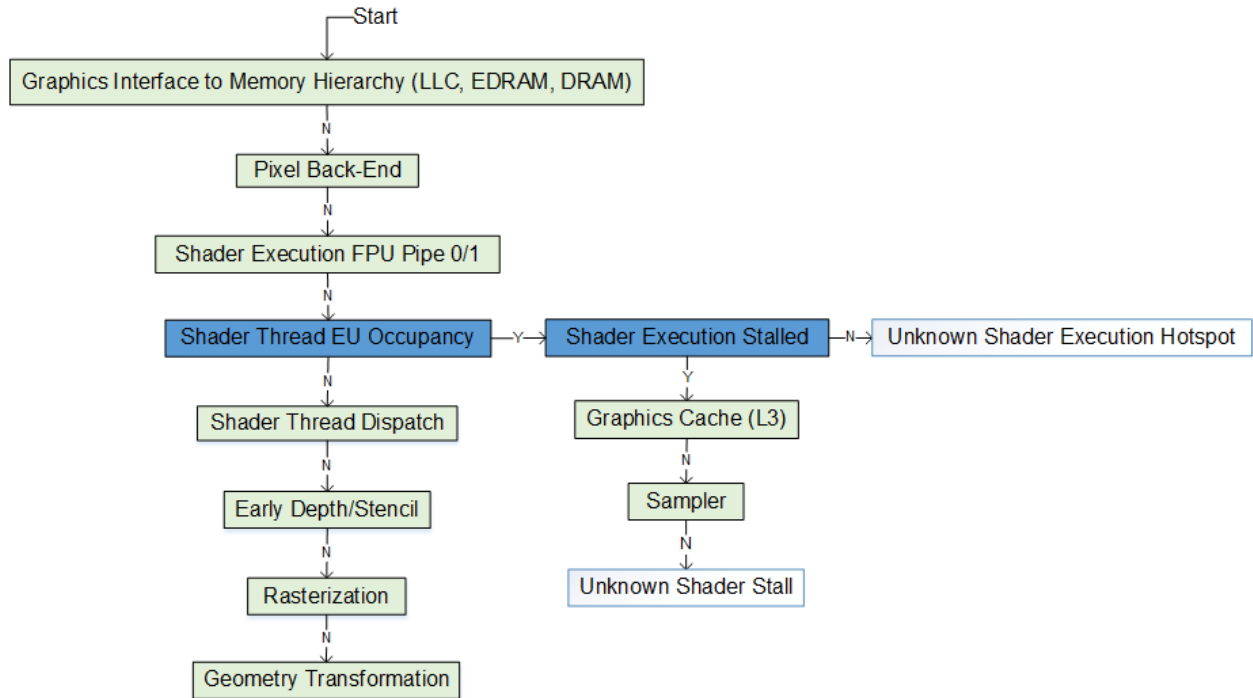 Start
Graphics Interface to Memory Hierarchy (LLC, EDRAM, DRAM)
N
Pixel Back-End
N
Shader Execution FPU Pipe 0/1
N
Shader Thread EU Occupancy
Y
Shader Execution Stalled
N
Unknown Shader Execution Hotspot
N
Y
Shader Thread Dispatch
Graphics Cache (L3)
N
N
Early Depth/Stencil
Sampler
N
N
Rasterization
Unknown Shader Stall
N
Geometry Transformation